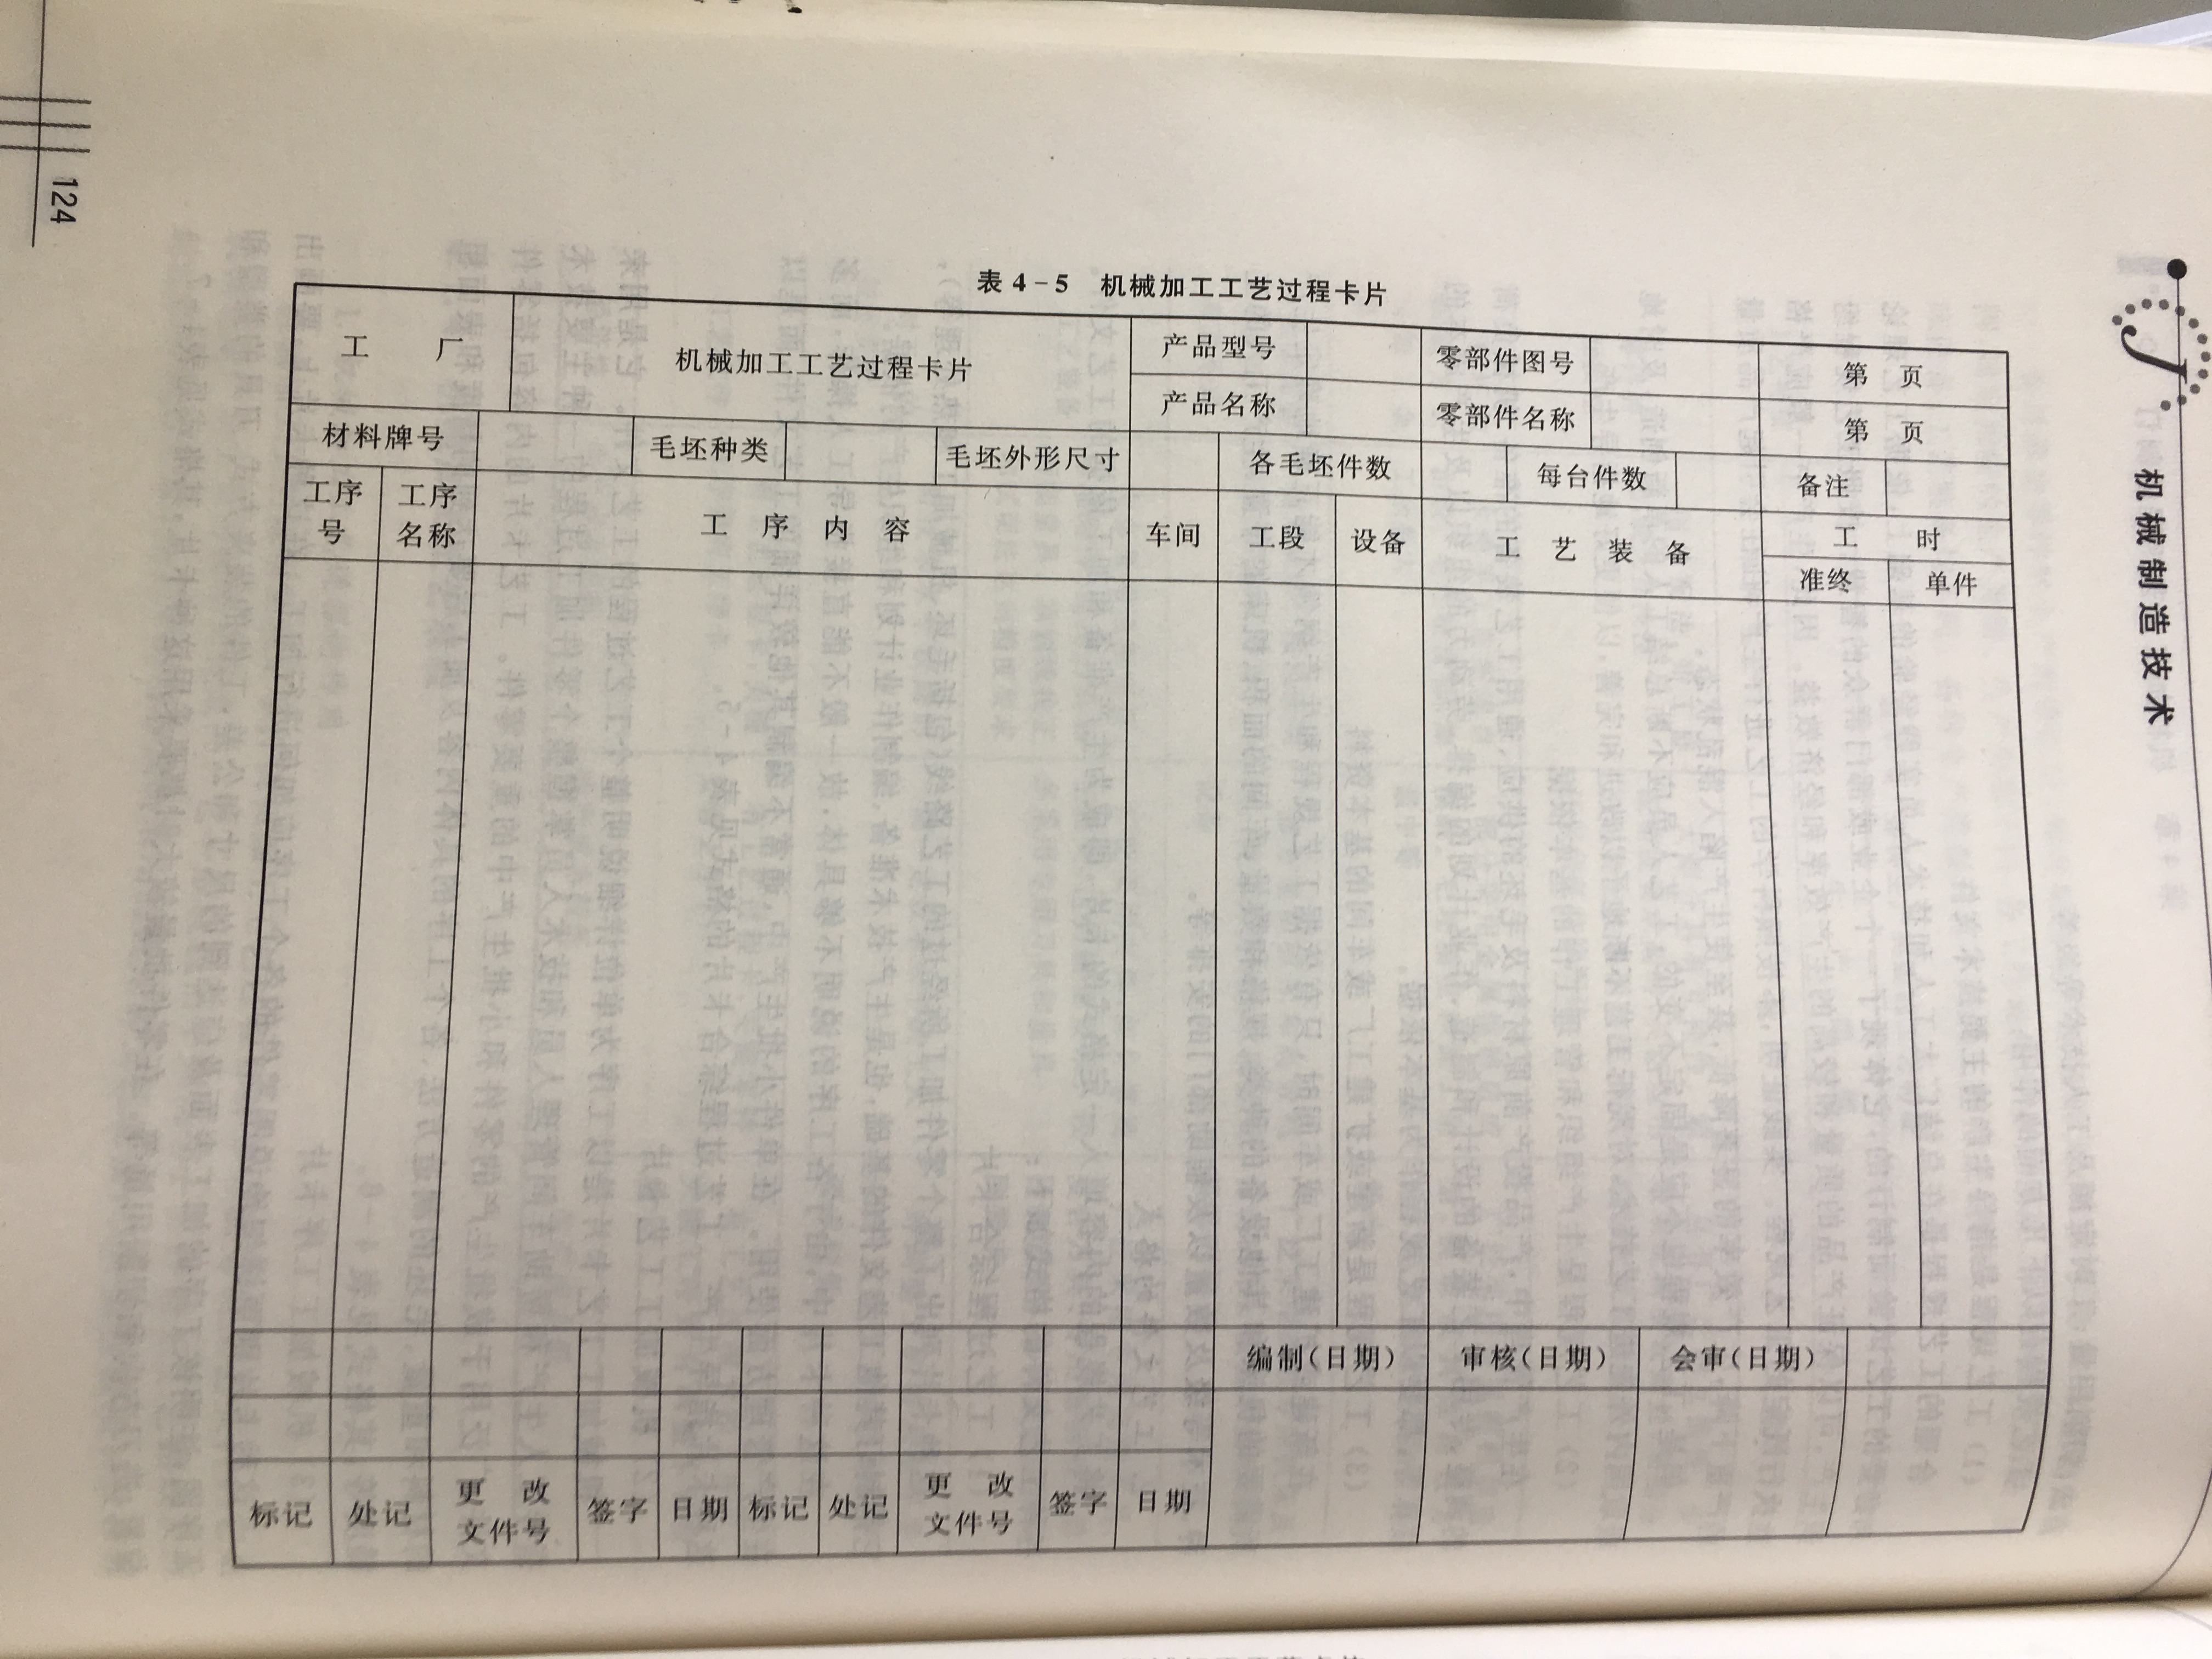 124
机械制造技术
表 4-5 机械加工工艺过程卡片
工 厂 机械加工工艺过程卡片 产品型号 零部件图号 第 页
产品名称 零部件名称 第 页
材料牌号 毛坯种类 毛坯外形尺寸 各毛坯件数 每台件数 备注
工序号 工序名称 工 序 内 容 车间 工段 设备 工 艺 装 备 工 时
准终 单件
编制(日期) 审核(日期) 会审(日期)
标记 处记 更 改文件号 签字 日期 标记 处记 更 改文件号 签字 日期